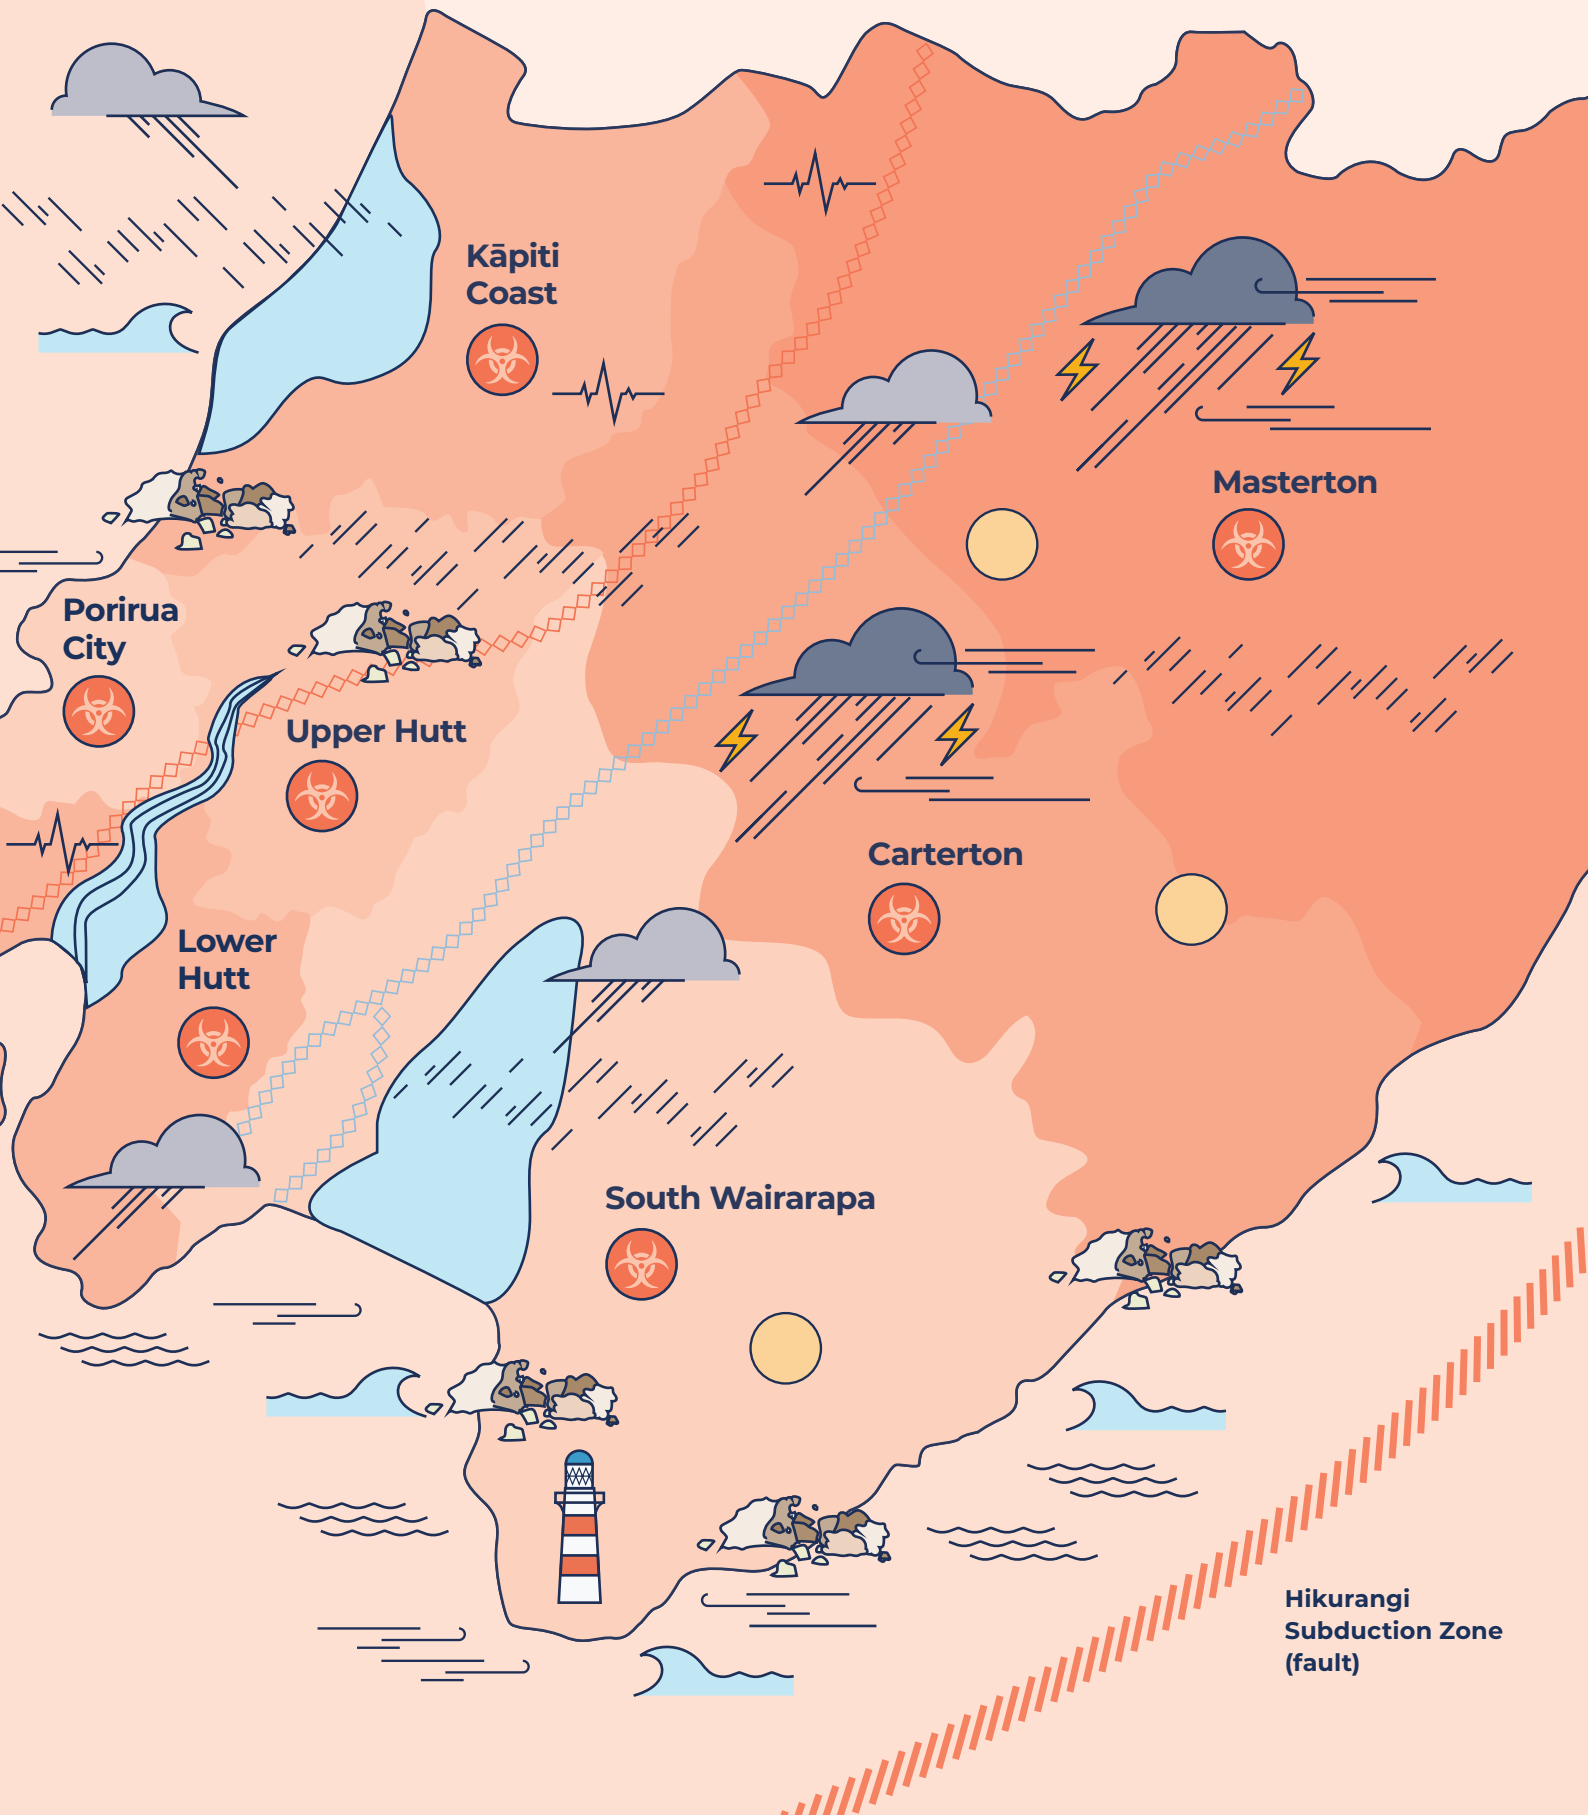 Kāpiti
Coast
Masterton
Porirua
City
Upper Hutt
Carterton
Lower
Hutt
South Wairarapa
Hikurangi
Subduction Zone
(fault)